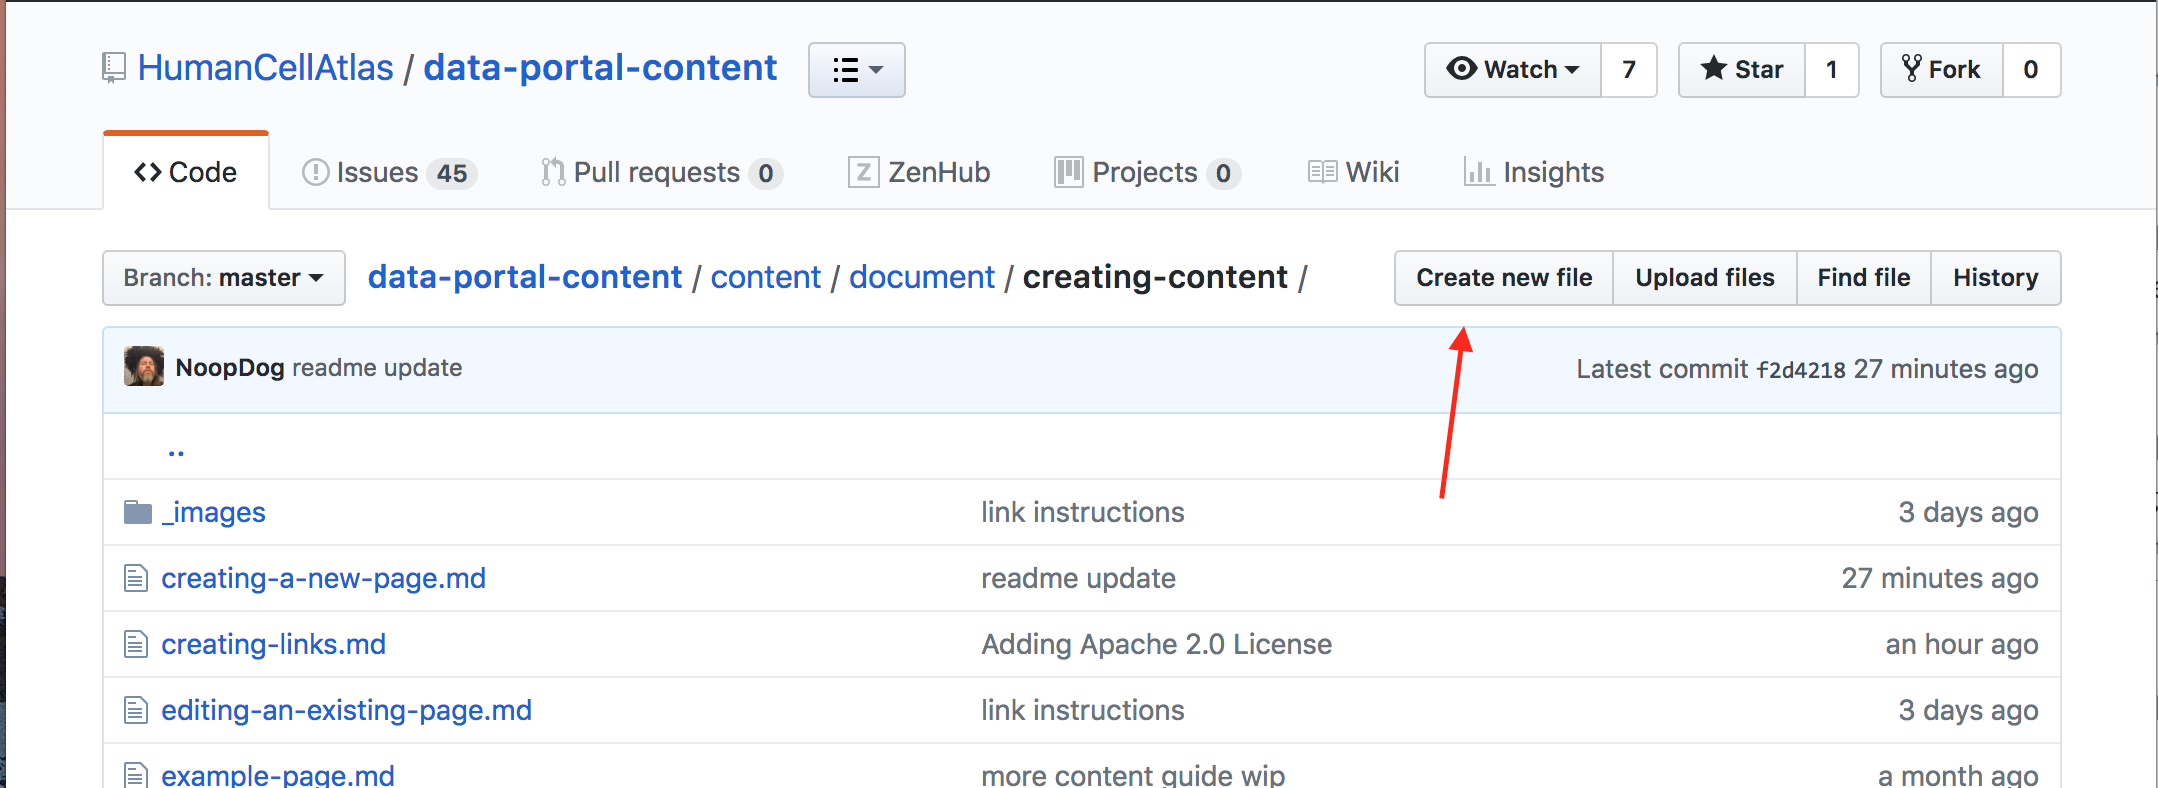 HumanCellAtlas / data-portal-content Watch 7 Star 1 Fork 0
Code Issues 45 Pull requests 0 ZenHub Projects 0 Wiki Insights
Branch: master data-portal-content / content / document / creating-content / Create new file Upload files Find file History
NoopDog readme update Latest commit f2d4218 27 minutes ago
..
_images link instructions 3 days ago
creating-a-new-page.md readme update 27 minutes ago
creating-links.md Adding Apache 2.0 License an hour ago
editing-an-existing-page.md link instructions 3 days ago
example-page.md more content guide wip a month ago